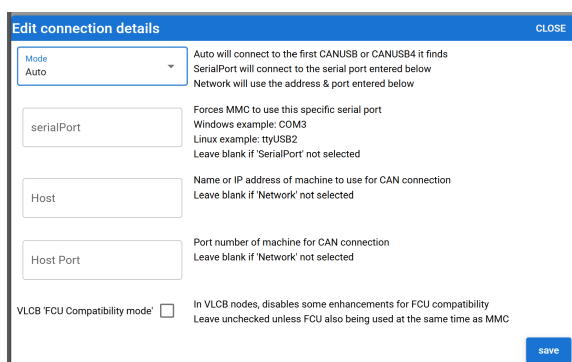 Edit connection details CLOSE
Mode
Auto
Auto will connect to the first CANUSB or CANUSB4 it finds
SerialPort will connect to the serial port entered below
Network will use the address & port entered below
serialPort
Forces MMC to use this specific serial port
Windows example: COM3
Linux example: ttyUSB2
Leave blank if 'SerialPort' not selected
Host
Name or IP address of machine to use for CAN connection
Leave blank if 'Network' not selected
Host Port
Port number of machine for CAN connection
Leave blank if 'Network' not selected
VLCB 'FCU Compatibility mode'
In VLCB nodes, disables some enhancements for FCU compatibility
Leave unchecked unless FCU also being used at the same time as MMC
save